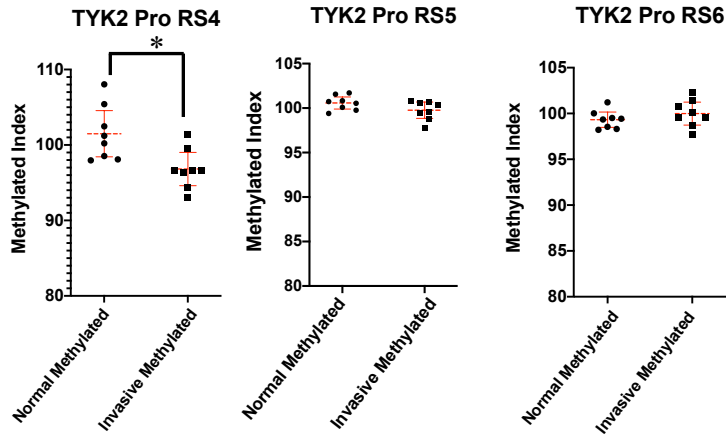 TYK2 Pro RS4
*
Methylated Index
110
100
90
80
Normal Methylated
Invasive Methylated
TYK2 Pro RS5
Methylated Index
105
100
95
90
85
80
Normal Methylated
Invasive Methylated
TYK2 Pro RS6
Methylated Index
105
100
95
90
85
80
Normal Methylated
Invasive Methylated